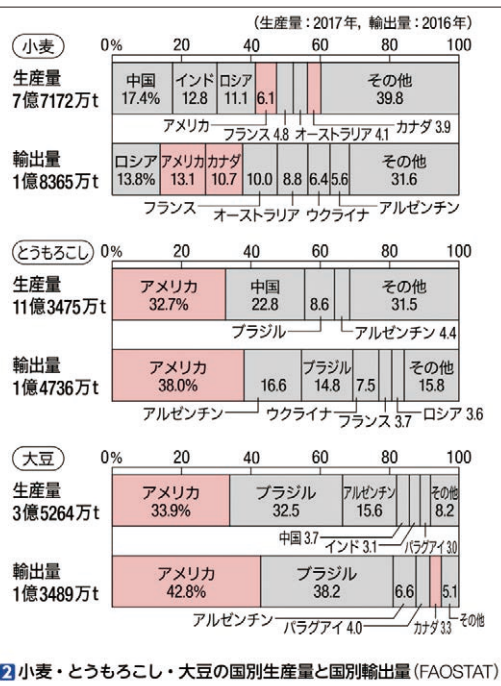 (生産量:2017年, 輸出量:2016年)
小麦
0% 20 40 60 80 100
生産量
7億7172万t
中国 17.4%
インド 12.8
ロシア 11.1
6.1
その他 39.8
アメリカ フランス 4.8 オーストラリア 4.1 カナダ 3.9
輸出量
1億8365万t
ロシア 13.8%
アメリカ 13.1
カナダ 10.7
10.0 8.8 6.4 5.6
その他 31.6
フランス オーストラリア ウクライナ アルゼンチン
とうもろこし
0% 20 40 60 80 100
生産量
11億3475万t
アメリカ 32.7%
中国 22.8
8.6
その他 31.5
ブラジル アルゼンチン 4.4
輸出量
1億4736万t
アメリカ 38.0%
16.6
ブラジル 14.8
7.5
その他 15.8
アルゼンチン ウクライナ フランス 3.7 ロシア 3.6
大豆
0% 20 40 60 80 100
生産量
3億5264万t
アメリカ 33.9%
ブラジル 32.5
アルゼンチン 15.6
その他 8.2
中国 3.7 インド 3.1 パラグアイ 3.0
輸出量
1億3489万t
アメリカ 42.8%
ブラジル 38.2
6.6
5.1
アルゼンチン パラグアイ 4.0 カナダ 3.3 その他
2 小麦・とうもろこし・大豆の国別生産量と国別輸出量(FAOSTAT)